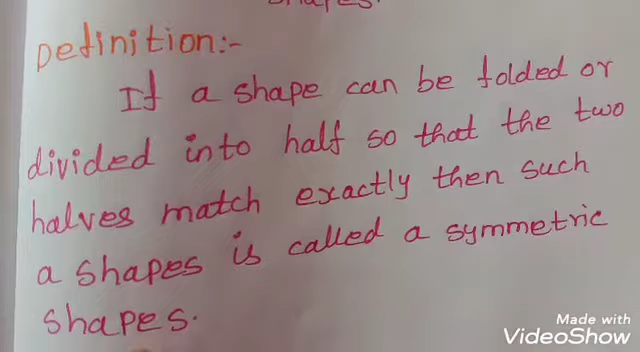 shapes.
Definition:-
If a shape can be folded or
divided into half so that the two
halves match exactly then such
a shapes is called a symmetric
shapes.
Made with
VideoShow